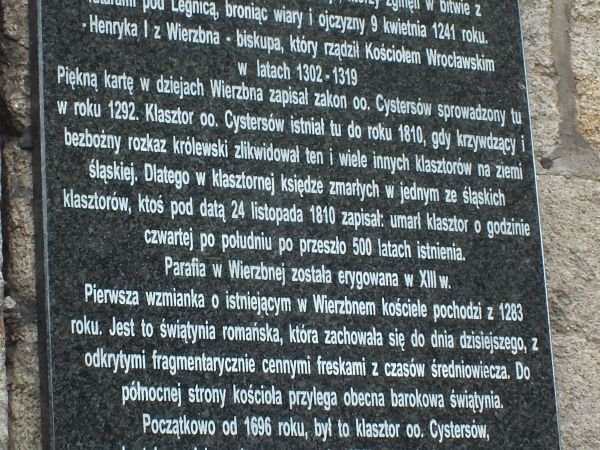 którzy zginęli w bitwie z
Tatarami pod Legnicą, broniąc wiary i ojczyzny 9 kwietnia 1241 roku.
- Henryka I z Wierzbna - biskupa, który rządził Kościołem Wrocławskim
w latach 1302 - 1319
Piękną kartę w dziejach Wierzbna zapisał zakon oo. Cystersów sprowadzony tu
w roku 1292. Klasztor oo. Cystersów istniał tu do roku 1810, gdy krzywdzący i
bezbożny rozkaz królewski zlikwidował ten i wiele innych klasztorów na ziemi
śląskiej. Dlatego w klasztornej księdze zmarłych w jednym ze śląskich
klasztorów, ktoś pod datą 24 listopada 1810 zapisał: umarł klasztor o godzinie
czwartej po południu po przeszło 500 latach istnienia.
Parafia w Wierzbnej została erygowana w XIII w.
Pierwsza wzmianka o istniejącym w Wierzbnem kościele pochodzi z 1283
roku. Jest to świątynia romańska, która zachowała się do dnia dzisiejszego, z
odkrytymi fragmentarycznie cennymi freskami z czasów średniowiecza. Do
północnej strony kościoła przylega obecna barokowa świątynia.
Początkowo od 1696 roku, był to klasztor oo. Cystersów,